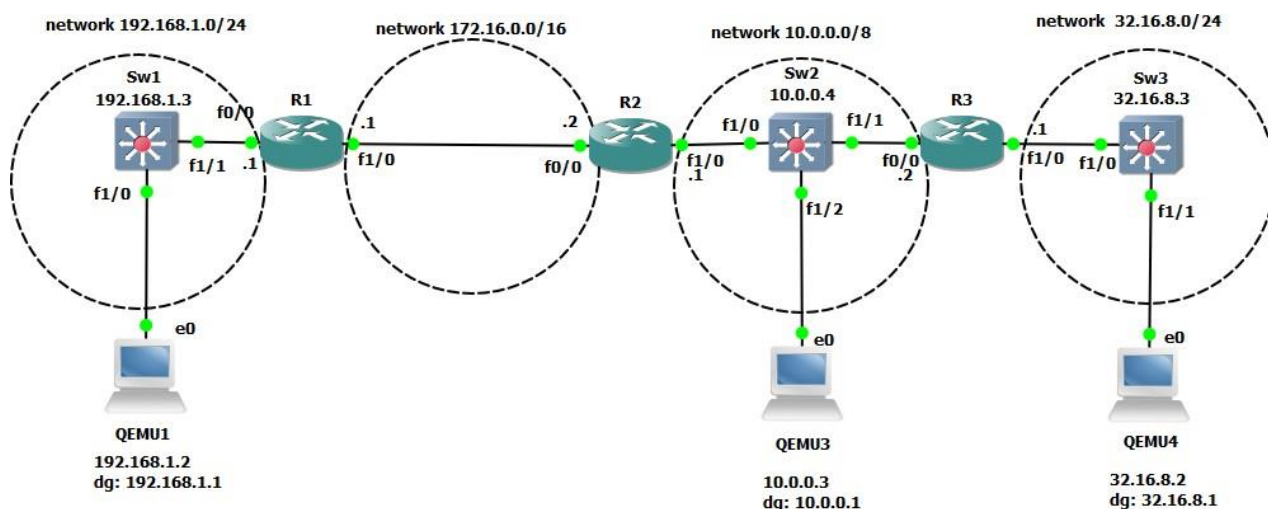 network 192.168.1.0/24
network 172.16.0.0/16
network 10.0.0.0/8
network 32.16.8.0/24
Sw1
192.168.1.3
f0/0
R1
.1
f1/1
.1
f1/0
f1/0
.2
R2
f0/0
f1/0
.1
Sw2
10.0.0.4
f1/0
f1/1
f1/2
R3
f0/0
.2
.1
f1/0
Sw3
32.16.8.3
f1/0
f1/1
e0
QEMU1
192.168.1.2
dg: 192.168.1.1
e0
QEMU3
10.0.0.3
dg: 10.0.0.1
e0
QEMU4
32.16.8.2
dg: 32.16.8.1